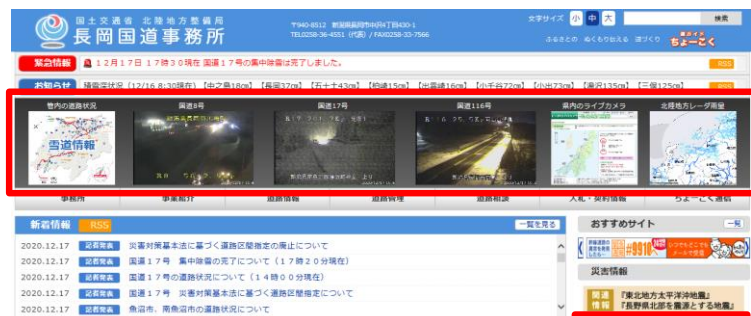 国土交通省 北陸地方整備局
長岡国道事務所
〒940-8512 新潟県長岡市中沢4丁目430-1
TEL0258-36-4551（代表）/ FAX0258-33-7566
文字サイズ 小 中 大 検索
ふるさとの ぬくもり伝える 道づくり ちょーこく
緊急情報 12月17日 17時30現在 国道17号の集中除雪は完了しました。 RSS
お知らせ 積雪深状況（12/16 8:30現在）【中之島18cm】【長岡37cm】【五十土43cm】【柏崎15cm】【出雲崎16cm】【小千谷72cm】【小出73cm】【湯沢135cm】【三俣125cm】 RSS
管内の道路状況 国道8号 国道17号 国道116号 県内のライブカメラ 北陸地方レーダ雨量
雪道情報
事務所 事業紹介 道路情報 道路管理 道路相談 入札・契約情報 ちょーこく通信
新着情報 RSS 一覧を見る
2020.12.17 記者発表 災害対策基本法に基づく道路区間指定の廃止について
2020.12.17 記者発表 国道17号 集中除雪の完了について（17時20分現在）
2020.12.17 記者発表 国道17号の道路状況について（14時00分現在）
2020.12.17 記者発表 国道17号 災害対策基本法に基づく道路区間指定について
2020.12.17 記者発表 魚沼市、南魚沼市の道路状況について
おすすめサイト 一覧
#9910 いつでもどこでも メールで使用
災害情報
関連情報 『東北地方太平洋沖地震』
『長野県北部を震源とする地震』